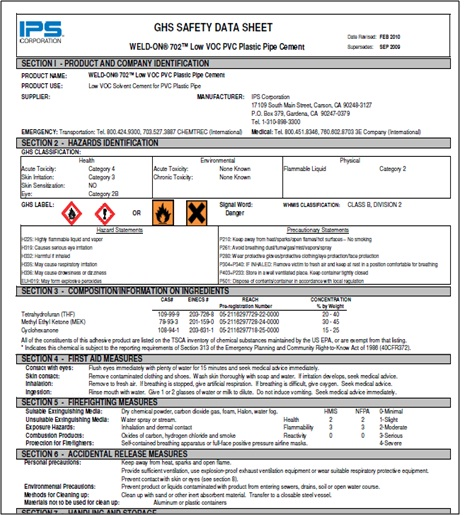 IPS
CORPORATION
GHS SAFETY DATA SHEET
WELD-ON® 702™ Low VOC PVC Plastic Pipe Cement
Date Revised: FEB 2010
Supersedes: SEP 2009
SECTION I - PRODUCT AND COMPANY IDENTIFICATION
PRODUCT NAME: WELD-ON® 702™ Low VOC PVC Plastic Pipe Cement
PRODUCT USE: Low VOC Solvent Cement for PVC Plastic Pipe
SUPPLIER: MANUFACTURER: IPS Corporation
17109 South Main Street, Carson, CA 90248-3127
P.O. Box 379, Gardena, CA 90247-0379
Tel. 1-310-898-3300
EMERGENCY: Transportation: Tel. 800.424.9300, 703.527.3887 CHEMTREC (International) Medical: Tel. 800.451.8346, 760.602.8703 3E Company (International)
SECTION 2 - HAZARDS IDENTIFICATION
GHS CLASSIFICATION:
Health Environmental Physical
Acute Toxicity: Category 4 Acute Toxicity: None Known Flammable Liquid Category 2
Skin Irritation: Category 3 Chronic Toxicity: None Known
Skin Sensitization: NO
Eye: Category 2B
GHS LABEL: OR Signal Word: WHMIS CLASSIFICATION: CLASS B, DIVISION 2
Danger
Hazard Statements Precautionary Statements
H225: Highly flammable liquid and vapor P210: Keep away from heat/sparks/open flames/hot surfaces – No smoking
H319: Causes serious eye irritation P261: Avoid breathing dust/fume/gas/mist/vapors/spray
H332: Harmful if inhaled P280: Wear protective gloves/protective clothing/eye protection/face protection
H335: May cause respiratory irritation P304+P340: IF INHALED: Remove victim to fresh air and keep at rest in a position comfortable for breathing
H336: May cause drowsiness or dizziness P403+P233: Store in a well ventilated place. Keep container tightly closed
EUH019: May form explosive peroxides P501: Dispose of contents/container in accordance with local regulation
SECTION 3 - COMPOSITION/INFORMATION ON INGREDIENTS
CAS# EINECS # REACH CONCENTRATION
Pre-registration Number % by Weight
Tetrahydrofuran (THF) 109-99-9 203-726-8 05-2116297729-22-0000 20 - 40
Methyl Ethyl Ketone (MEK) 78-93-3 201-159-0 05-2116297728-24-0000 30 - 45
Cyclohexanone 108-94-1 203-631-1 05-2116297718-25-0000 15 - 25
All of the constituents of this adhesive product are listed on the TSCA inventory of chemical substances maintained by the US EPA, or are exempt from that listing.
* Indicates this chemical is subject to the reporting requirements of Section 313 of the Emergency Planning and Community Right-to-Know Act of 1986 (40CFR372).
SECTION 4 - FIRST AID MEASURES
Contact with eyes: Flush eyes immediately with plenty of water for 15 minutes and seek medical advice immediately.
Skin contact: Remove contaminated clothing and shoes. Wash skin thoroughly with soap and water. If irritation develops, seek medical advice.
Inhalation: Remove to fresh air. If breathing is stopped, give artificial respiration. If breathing is difficult, give oxygen. Seek medical advice.
Ingestion: Rinse mouth with water. Give 1 or 2 glasses of water or milk to dilute. Do not induce vomiting. Seek medical advice immediately.
SECTION 5 - FIREFIGHTING MEASURES
Suitable Extinguishing Media: Dry chemical powder, carbon dioxide gas, foam, Halon, water fog. HMIS NFPA 0-Minimal
Unsuitable Extinguishing Media: Water spray or stream. Health 2 2 1-Slight
Exposure Hazards: Inhalation and dermal contact Flammability 3 3 2-Moderate
Combustion Products: Oxides of carbon, hydrogen chloride and smoke Reactivity 0 0 3-Serious
Protection for Firefighters: Self-contained breathing apparatus or full-face positive pressure airline masks. 4-Severe
SECTION 6 - ACCIDENTAL RELEASE MEASURES
Personal precautions: Keep away from heat, sparks and open flame.
Provide sufficient ventilation, use explosion-proof exhaust ventilation equipment or wear suitable respiratory protective equipment.
Prevent contact with skin or eyes (see section 8).
Environmental Precautions: Prevent product or liquids contaminated with product from entering sewers, drains, soil or open water course.
Methods for Cleaning up: Clean up with sand or other inert absorbent material. Transfer to a closable steel vessel.
Materials not to be used for clean up: Aluminum or plastic containers
SECTION 7 - HANDLING AND STORAGE